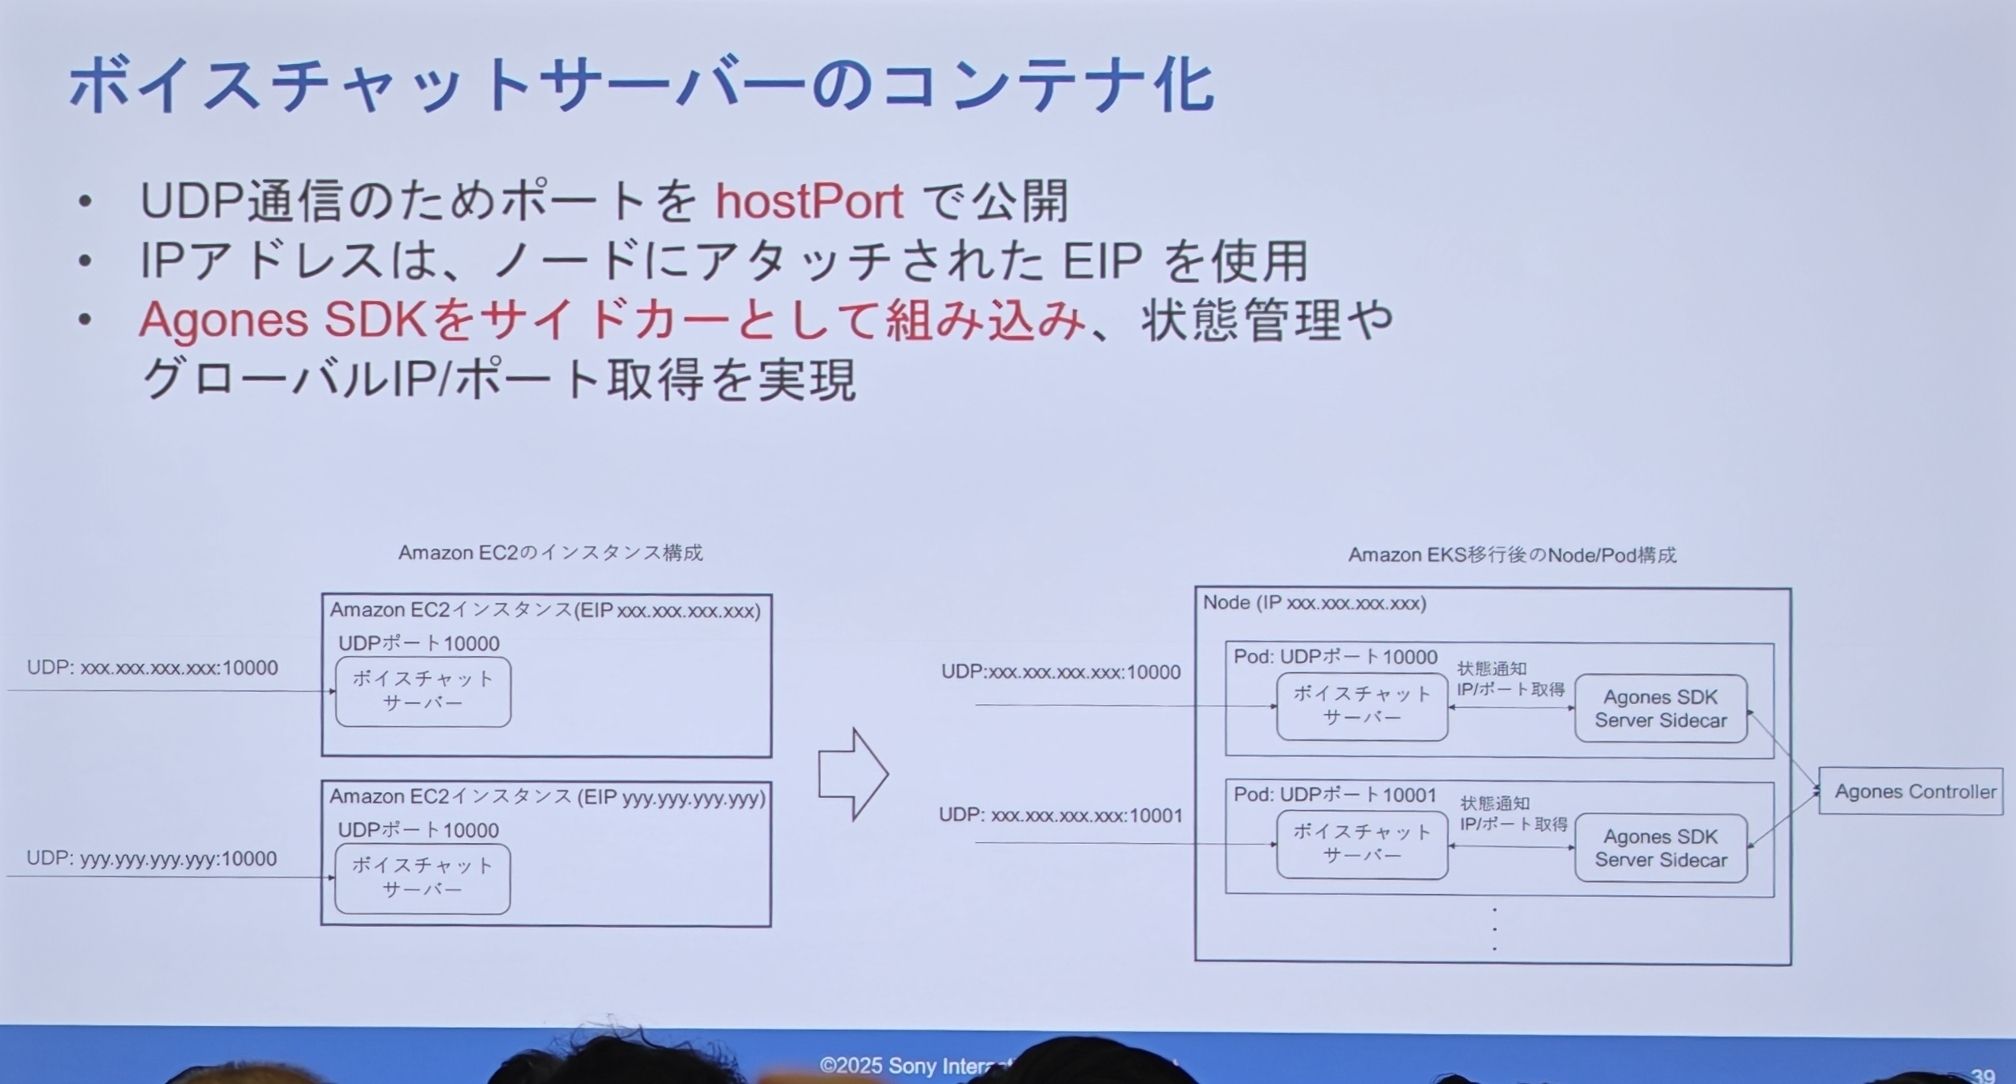 ボイスチャットサーバーのコンテナ化
• UDP通信のためポートを hostPort で公開
• IPアドレスは、ノードにアタッチされた EIP を使用
• Agones SDKをサイドカーとして組み込み、状態管理や
グローバルIP/ポート取得を実現
Amazon EC2のインスタンス構成
Amazon EC2インスタンス(EIP xxx.xxx.xxx.xxx)
UDPポート10000
UDP: xxx.xxx.xxx.xxx:10000
ボイスチャット
サーバー
Amazon EC2インスタンス (EIP yyy.yyy.yyy.yyy)
UDPポート10000
UDP: yyy.yyy.yyy.yyy:10000
ボイスチャット
サーバー
Amazon EKS移行後のNode/Pod構成
Node (IP xxx.xxx.xxx.xxx)
Pod: UDPポート10000
UDP:xxx.xxx.xxx.xxx:10000
ボイスチャット
サーバー
状態通知
IP/ポート取得
Agones SDK
Server Sidecar
Pod: UDPポート10001
UDP: xxx.xxx.xxx.xxx:10001
ボイスチャット
サーバー
状態通知
IP/ポート取得
Agones SDK
Server Sidecar
Agones Controller
©2025 Sony
39